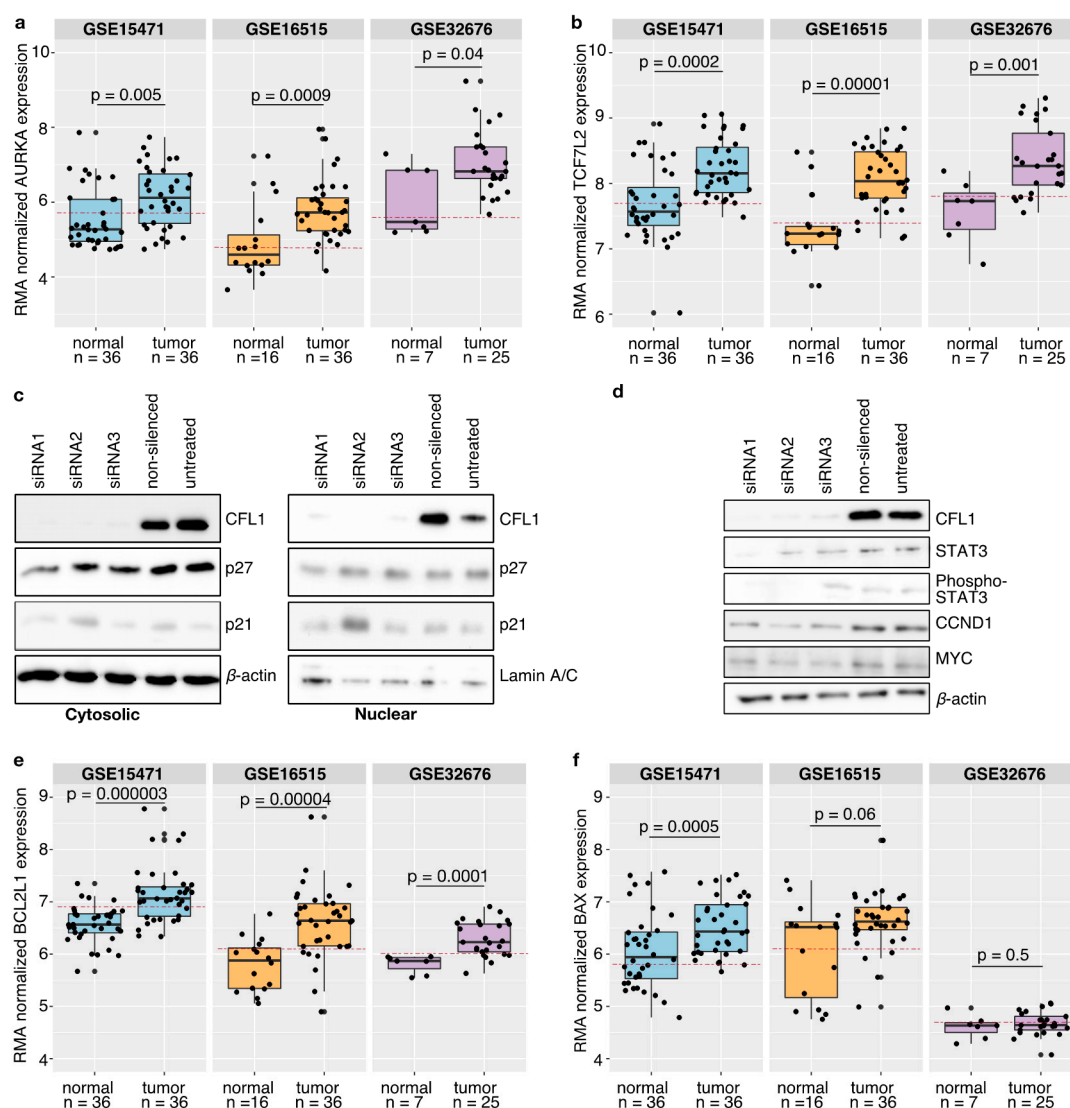 a
GSE15471 GSE16515 GSE32676
RMA normalized AURKA expression
10
8
6
4
p = 0.005
p = 0.0009
p = 0.04
normal tumor normal tumor normal tumor
n = 36 n = 36 n =16 n = 36 n = 7 n = 25
b
GSE15471 GSE16515 GSE32676
RMA normalized TCF7L2 expression
10
9
8
7
6
p = 0.0002
p = 0.00001
p = 0.001
normal tumor normal tumor normal tumor
n = 36 n = 36 n =16 n = 36 n = 7 n = 25
c
siRNA1 siRNA2 siRNA3 non-silenced untreated
CFL1
p27
p21
β-actin
Cytosolic
siRNA1 siRNA2 siRNA3 non-silenced untreated
CFL1
p27
p21
Lamin A/C
Nuclear
d
siRNA1 siRNA2 siRNA3 non-silenced untreated
CFL1
STAT3
Phospho-
STAT3
CCND1
MYC
β-actin
e
GSE15471 GSE16515 GSE32676
RMA normalized BCL2L1 expression
9
8
7
6
5
4
p = 0.000003
p = 0.00004
p = 0.0001
normal tumor normal tumor normal tumor
n = 36 n = 36 n =16 n = 36 n = 7 n = 25
f
GSE15471 GSE16515 GSE32676
RMA normalized BAX expression
9
8
7
6
5
4
p = 0.0005
p = 0.06
p = 0.5
normal tumor normal tumor normal tumor
n = 36 n = 36 n =16 n = 36 n = 7 n = 25